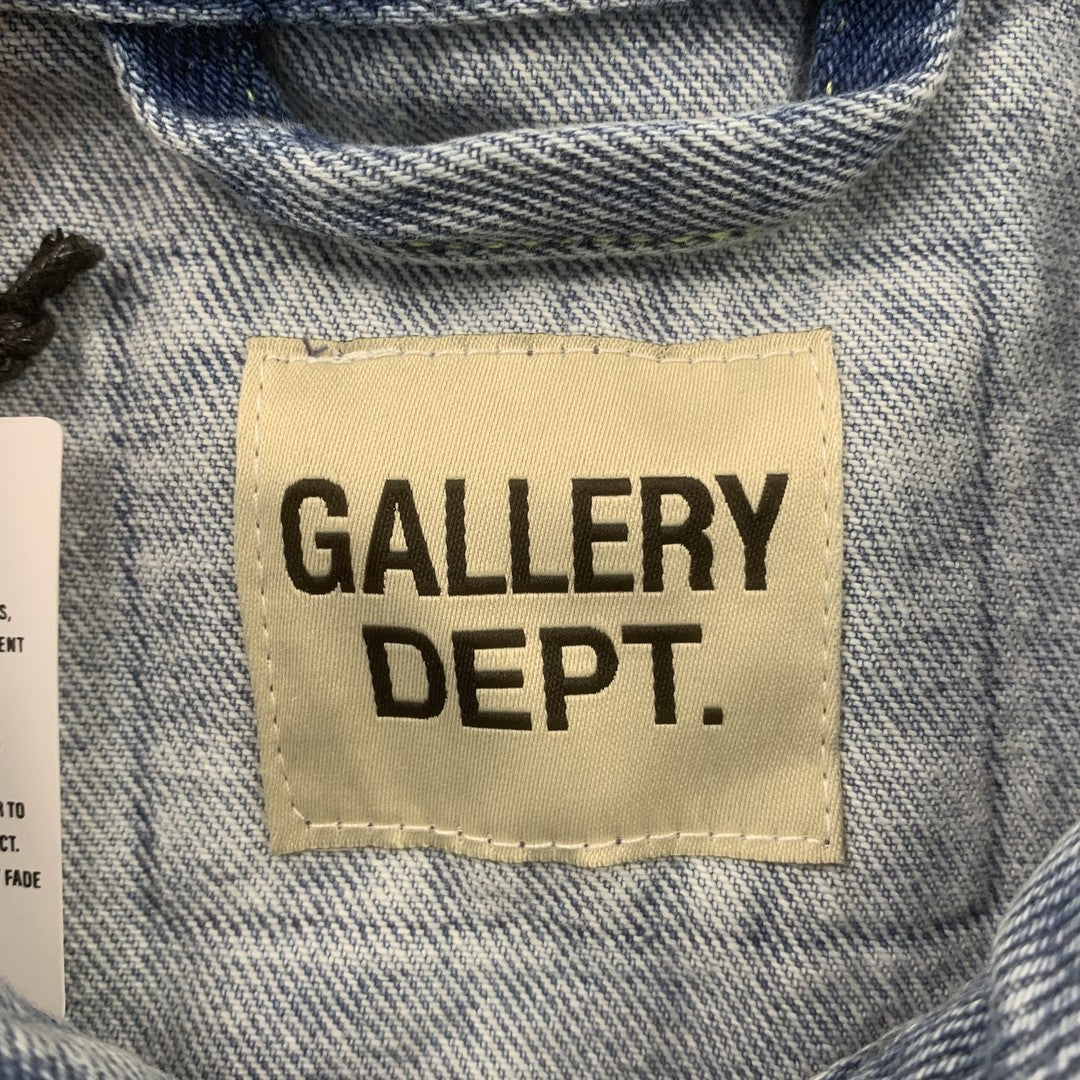 GALLERY
DEPT.
S,
ENT
R TO
CT.
FADE